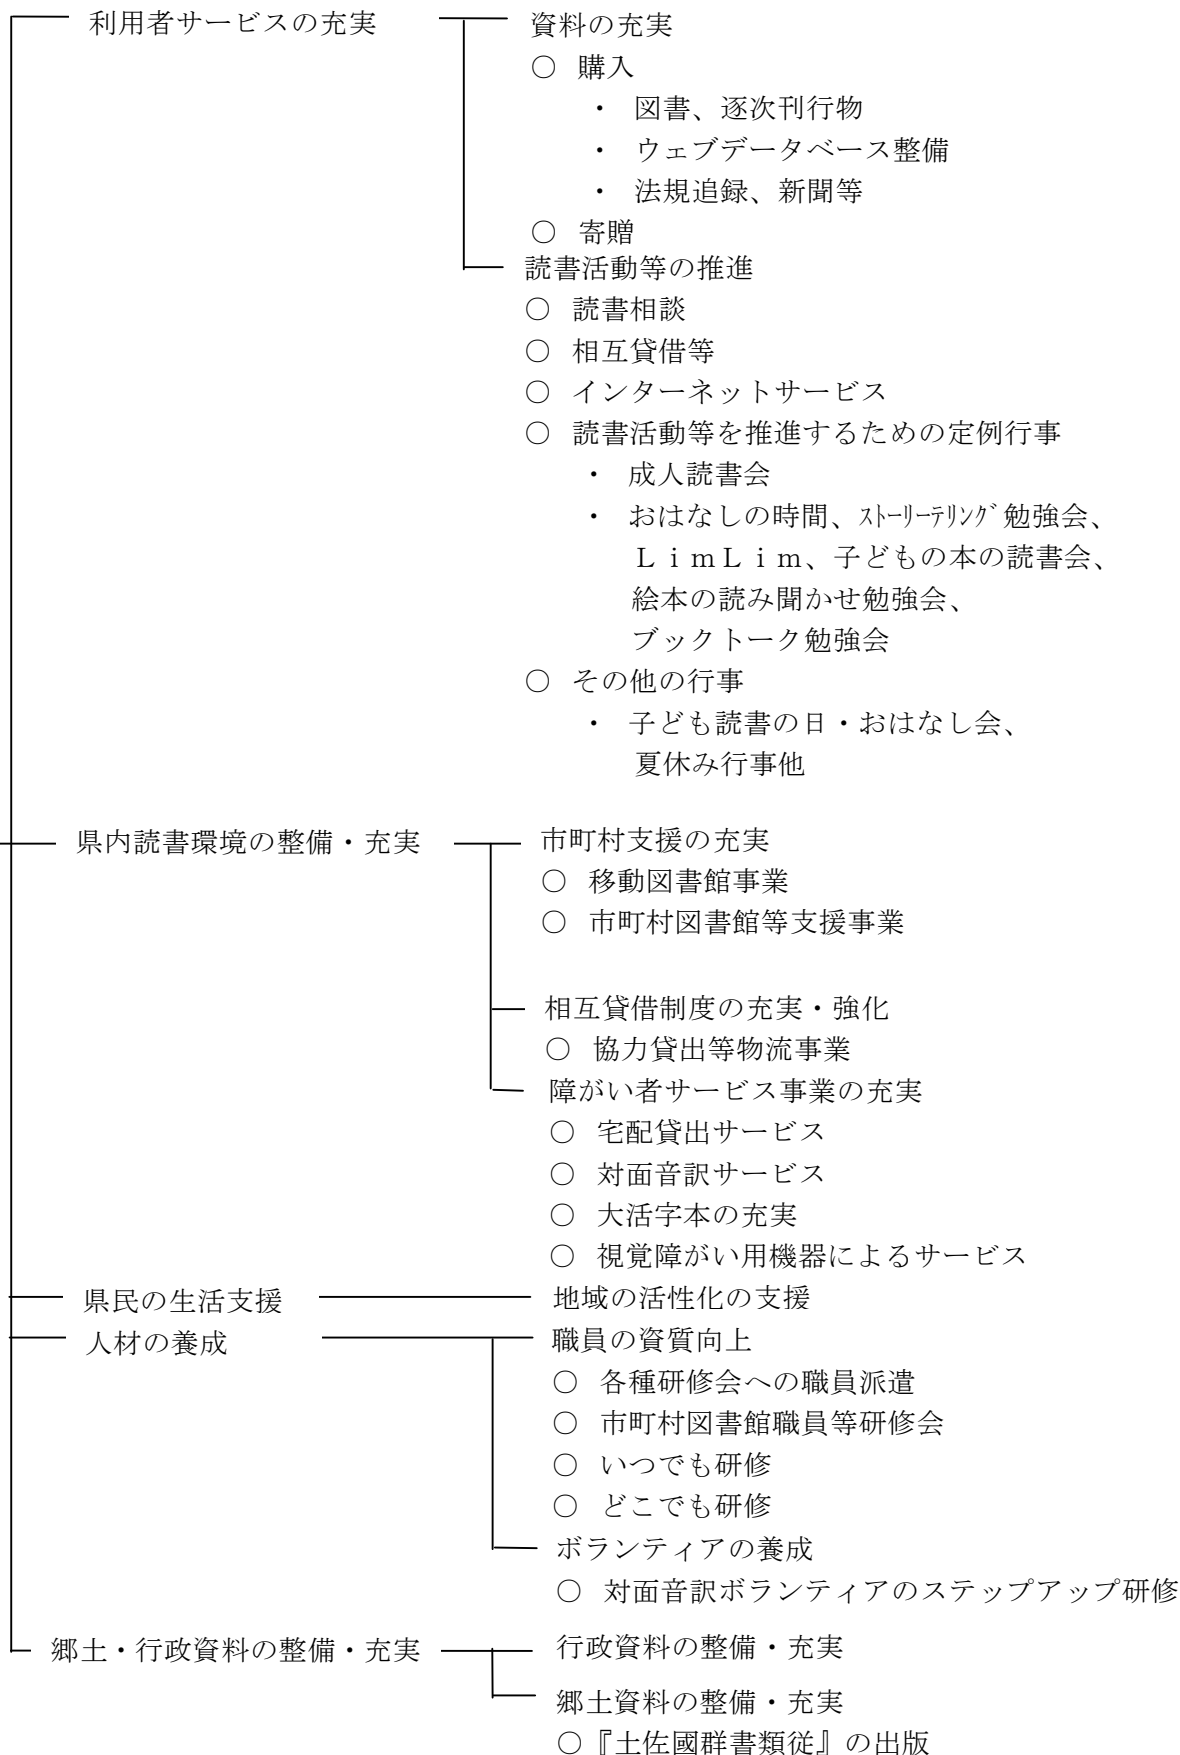 利用者サービスの充実
資料の充実
○ 購入
・ 図書、逐次刊行物
・ ウェブデータベース整備
・ 法規追録、新聞等
○ 寄贈
読書活動等の推進
○ 読書相談
○ 相互貸借等
○ インターネットサービス
○ 読書活動等を推進するための定例行事
・ 成人読書会
・ おはなしの時間、ｽﾄｰﾘｰﾃﾘﾝｸﾞ勉強会、
ＬｉｍＬｉｍ、子どもの本の読書会、
絵本の読み聞かせ勉強会、
ブックトーク勉強会
○ その他の行事
・ 子ども読書の日・おはなし会、
夏休み行事他
県内読書環境の整備・充実
市町村支援の充実
○ 移動図書館事業
○ 市町村図書館等支援事業
相互貸借制度の充実・強化
○ 協力貸出等物流事業
障がい者サービス事業の充実
○ 宅配貸出サービス
○ 対面音訳サービス
○ 大活字本の充実
○ 視覚障がい用機器によるサービス
県民の生活支援
地域の活性化の支援
人材の養成
職員の資質向上
○ 各種研修会への職員派遣
○ 市町村図書館職員等研修会
○ いつでも研修
○ どこでも研修
ボランティアの養成
○ 対面音訳ボランティアのステップアップ研修
郷土・行政資料の整備・充実
行政資料の整備・充実
郷土資料の整備・充実
○『土佐國群書類従』の出版